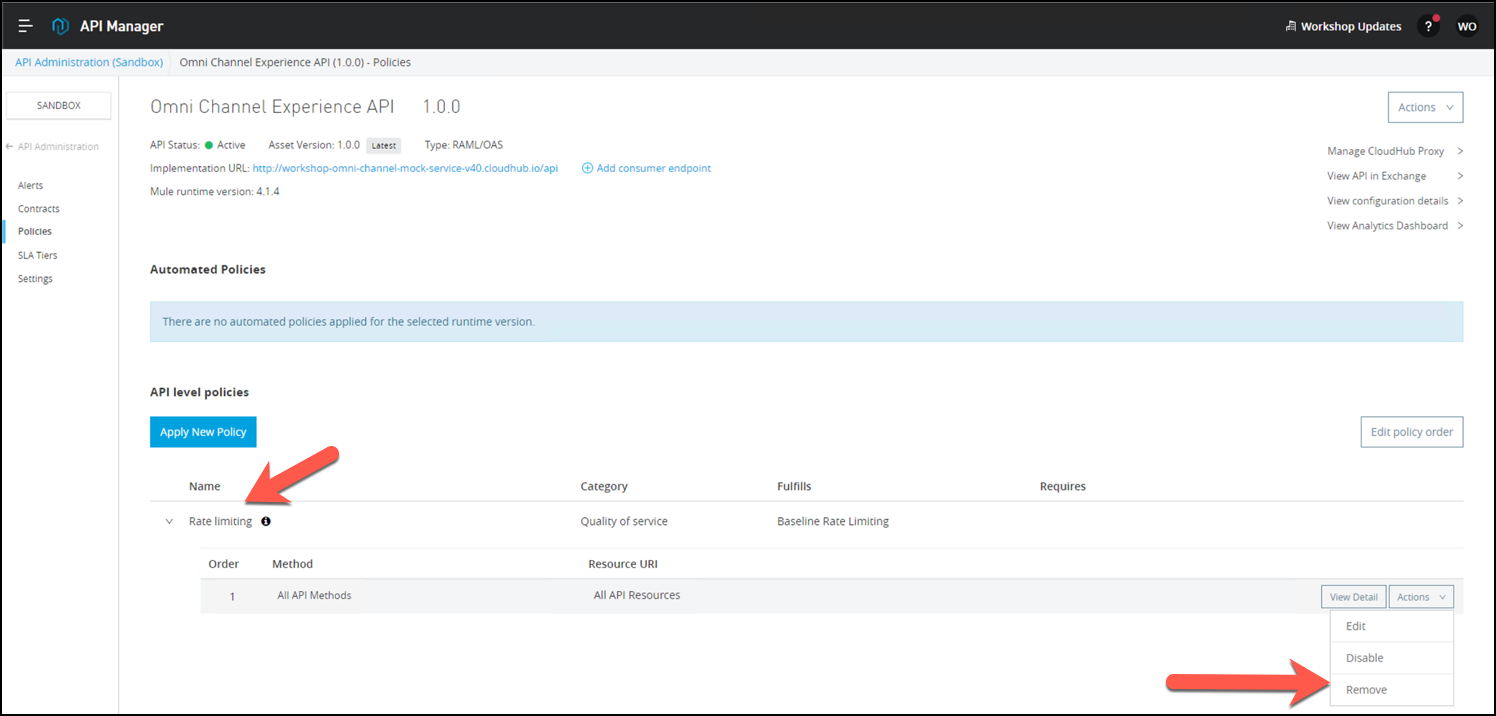 API Manager
Workshop Updates ? WO
API Administration (Sandbox) Omni Channel Experience API (1.0.0) - Policies
SANDBOX
API Administration
Alerts
Contracts
Policies
SLA Tiers
Settings
Omni Channel Experience API 1.0.0
Actions
API Status: Active Asset Version: 1.0.0 Latest Type: RAML/OAS
Implementation URL: http://workshop-omni-channel-mock-service-v40.cloudhub.io/api Add consumer endpoint
Mule runtime version: 4.1.4
Manage CloudHub Proxy >
View API in Exchange >
View configuration details >
View Analytics Dashboard >
Automated Policies
There are no automated policies applied for the selected runtime version.
API level policies
Apply New Policy
Edit policy order
Name Category Fulfills Requires
Rate limiting Quality of service Baseline Rate Limiting
Order Method Resource URI
1 All API Methods All API Resources View Detail Actions
Edit
Disable
Remove